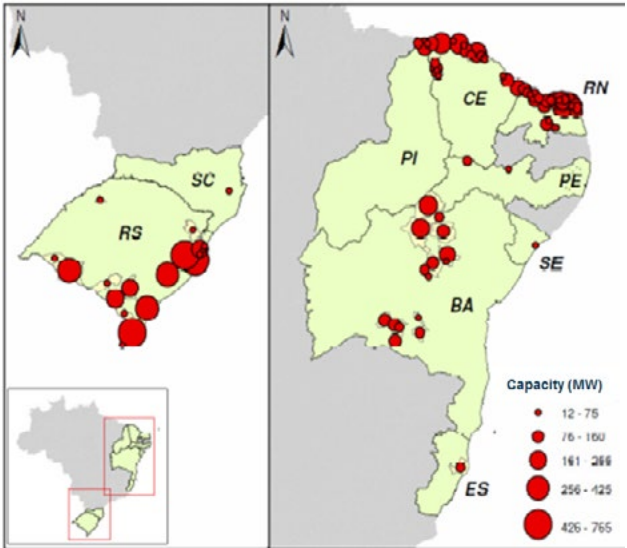 N
SC
RS
N
RN
CE
PI
PE
SE
BA
ES
Capacity (MW)
12 - 75
76 - 160
161 - 255
256 - 425
426 - 765